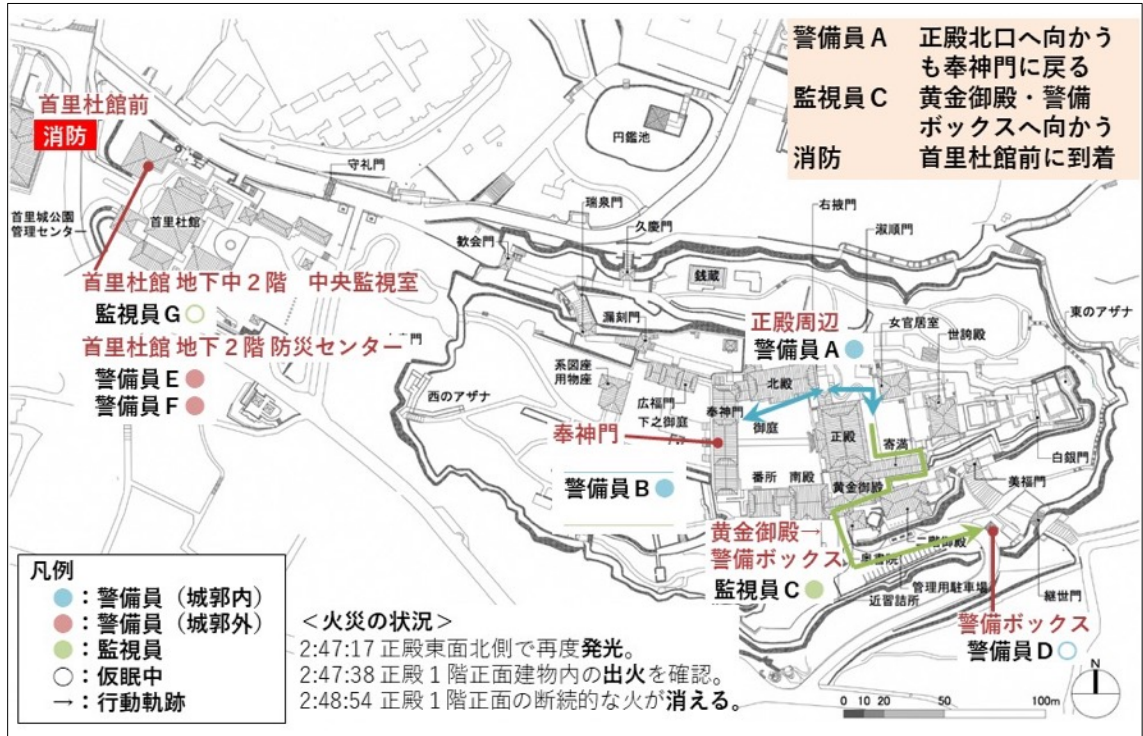 警備員A 正殿北口へ向かう
も奉神門に戻る
監視員C 黄金御殿・警備
ボックスへ向かう
消防 首里杜館前に到着
首里杜館前
消防
円鑑池
守礼門
首里城公園
管理センター
首里杜館
瑞泉門
久慶門
右掖門
淑順門
歓会門
銭蔵
首里杜館 地下中2階 中央監視室
監視員G
首里杜館 地下2階 防災センター
門
警備員E
警備員F
漏刻門
正殿周辺
警備員A
女官居室
世誇殿
東のアザナ
系図座
用物座
北殿
西のアザナ
広福門
下之御庭
奉神門
御庭
正殿
寄満
奉神門
白銀門
番所 南殿
黄金御殿
美福門
警備員B
黄金御殿→
警備ボックス
二階御殿
奥書院
監視員C
管理用駐車場
近習詰所
継世門
警備ボックス
警備員D
凡例
:警備員(城郭内)
:警備員(城郭外)
:監視員
:仮眠中
→:行動軌跡
<火災の状況>
2:47:17 正殿東面北側で再度発光。
2:47:38 正殿1階正面建物内の出火を確認。
2:48:54 正殿1階正面の断続的な火が消える。
N
0 10 20 50 100m